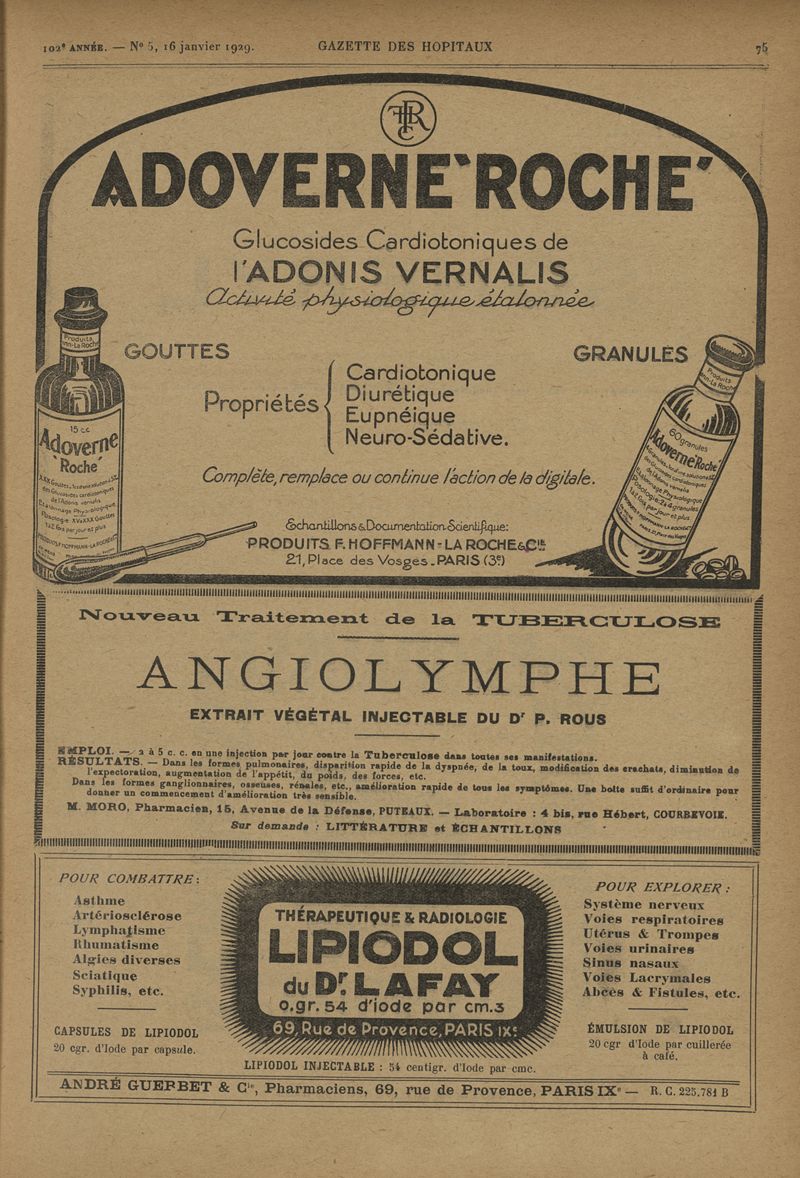 102e ANNÉE. — No 5, 16 janvier 1929.
GAZETTE DES HOPITAUX
75
ADOVERNE "ROCHE"
Glucosides Cardiotoniques de
l'ADONIS VERNALIS
Activité physiologique étalonnée
GOUTTES
GRANULES
Propriétés
Cardiotonique
Diurétique
Eupnéique
Neuro-Sédative.
Complète, remplace ou continue l'action de la digitale.
Échantillons & Documentation Scientifique:
PRODUITS F. HOFFMANN-LA ROCHE & Cie
21, Place des Vosges. PARIS (3e)
Produits
15 cc
Adoverne
"Roche"
Produits
60 granules
Adoverne "Roche"
Nouveau Traitement de la TUBERCULOSE
ANGIOLYMPHE
EXTRAIT VÉGÉTAL INJECTABLE DU Dr P. ROUS
EMPLOI. — 2 à 5 c. c. en une injection par jour contre la Tuberculose dans toutes ses manifestations.
RÉSULTATS. — Dans les formes pulmonaires, disparition rapide de la dyspnée, de la toux, modification des crachats, diminution de
l'expectoration, augmentation de l'appétit, du poids, des forces, etc.
Dans les formes ganglionnaires, osseuses, rénales, etc., amélioration rapide de tous les symptômes. Une boîte suffit d'ordinaire pour
donner un commencement d'amélioration très sensible.
M. MORO, Pharmacien, 15, Avenue de la Défense, PUTEAUX. — Laboratoire : 4 bis, rue Hébert, COURBEVOIE.
Sur demande : LITTÉRATURE et ÉCHANTILLONS
POUR COMBATTRE :
Asthme
Artériosclérose
Lymphatisme
Rhumatisme
Algies diverses
Sciatique
Syphilis, etc.
CAPSULES DE LIPIODOL
20 cgr. d'Iode par capsule.
THÉRAPEUTIQUE & RADIOLOGIE
LIPIODOL
du Dr. LAFAY
0.gr. 54 d'iode par cm.3
69, Rue de Provence, PARIS IXe
LIPIODOL INJECTABLE : 54 centigr. d'Iode par cmc.
POUR EXPLORER :
Système nerveux
Voies respiratoires
Utérus & Trompes
Voies urinaires
Sinus nasaux
Voies Lacrymales
Abcès & Fistules, etc.
ÉMULSION DE LIPIODOL
20 cgr d'Iode par cuillerée
à café.
ANDRÉ GUERBET & Cie, Pharmaciens, 69, rue de Provence, PARIS IXe — R. C. 225.781 B